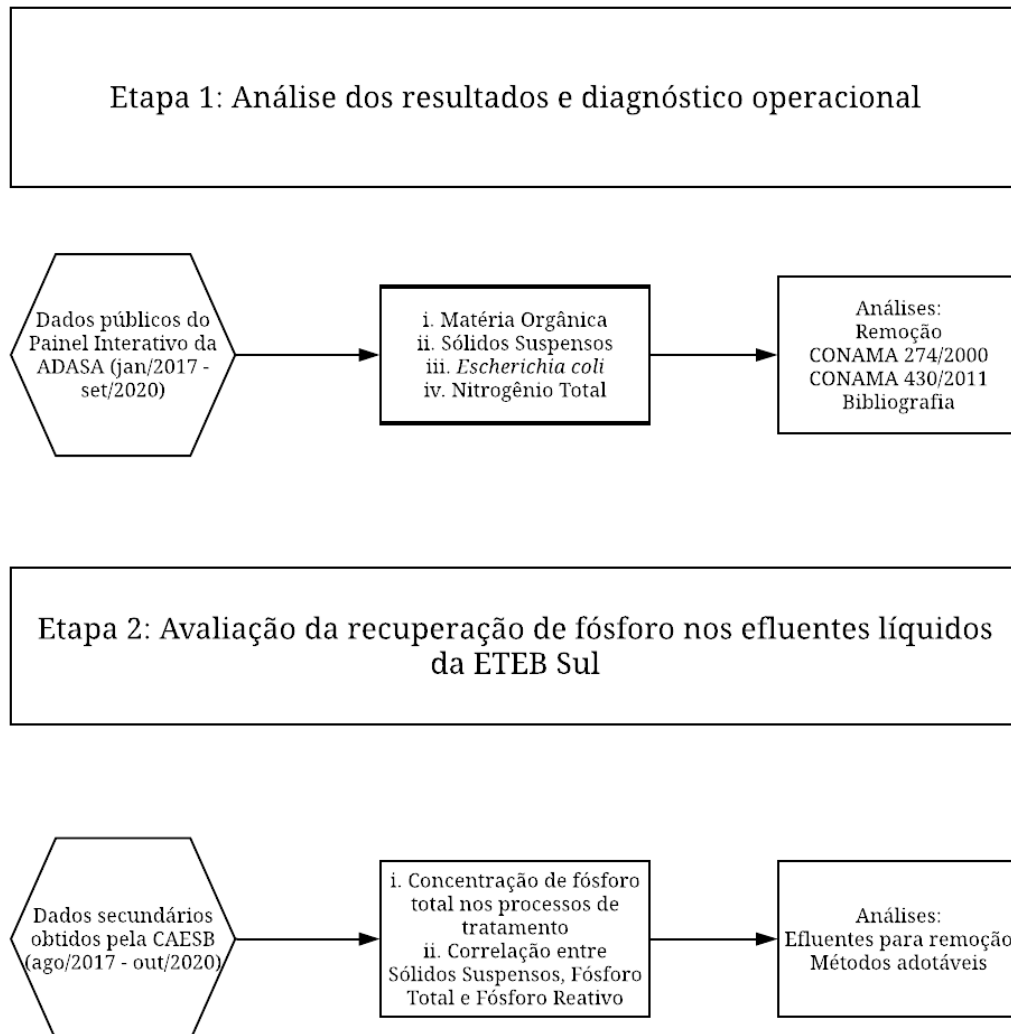 Etapa 1: Análise dos resultados e diagnóstico operacional
Dados públicos do
Painel Interativo da
ADASA (jan/2017 -
set/2020)
i. Matéria Orgânica
ii. Sólidos Suspensos
iii. Escherichia coli
iv. Nitrogênio Total
Análises:
Remoção
CONAMA 274/2000
CONAMA 430/2011
Bibliografia
Etapa 2: Avaliação da recuperação de fósforo nos efluentes líquidos
da ETEB Sul
Dados secundários
obtidos pela CAESB
(ago/2017 - out/2020)
i. Concentração de fósforo
total nos processos de
tratamento
ii. Correlação entre
Sólidos Suspensos, Fósforo
Total e Fósforo Reativo
Análises:
Efluentes para remoção
Métodos adotáveis